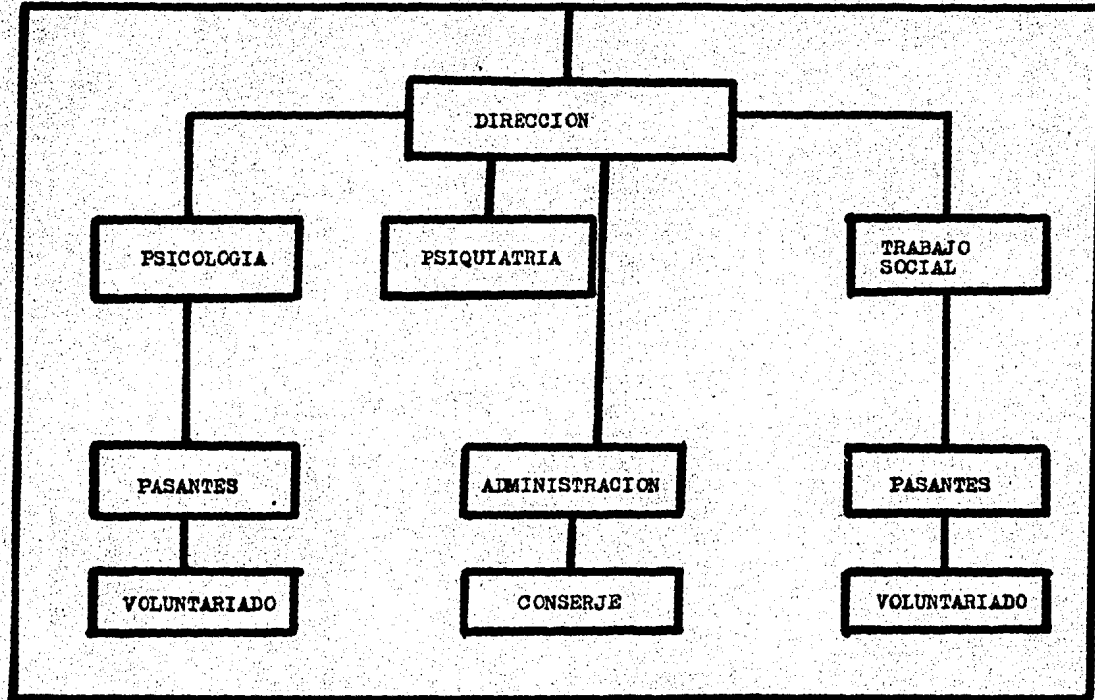 DIRECCION
PSICOLOGIA
PSIQUIATRIA
TRABAJO
SOCIAL
PASANTES
ADMINISTRACION
PASANTES
VOLUNTARIADO
CONSERJE
VOLUNTARIADO